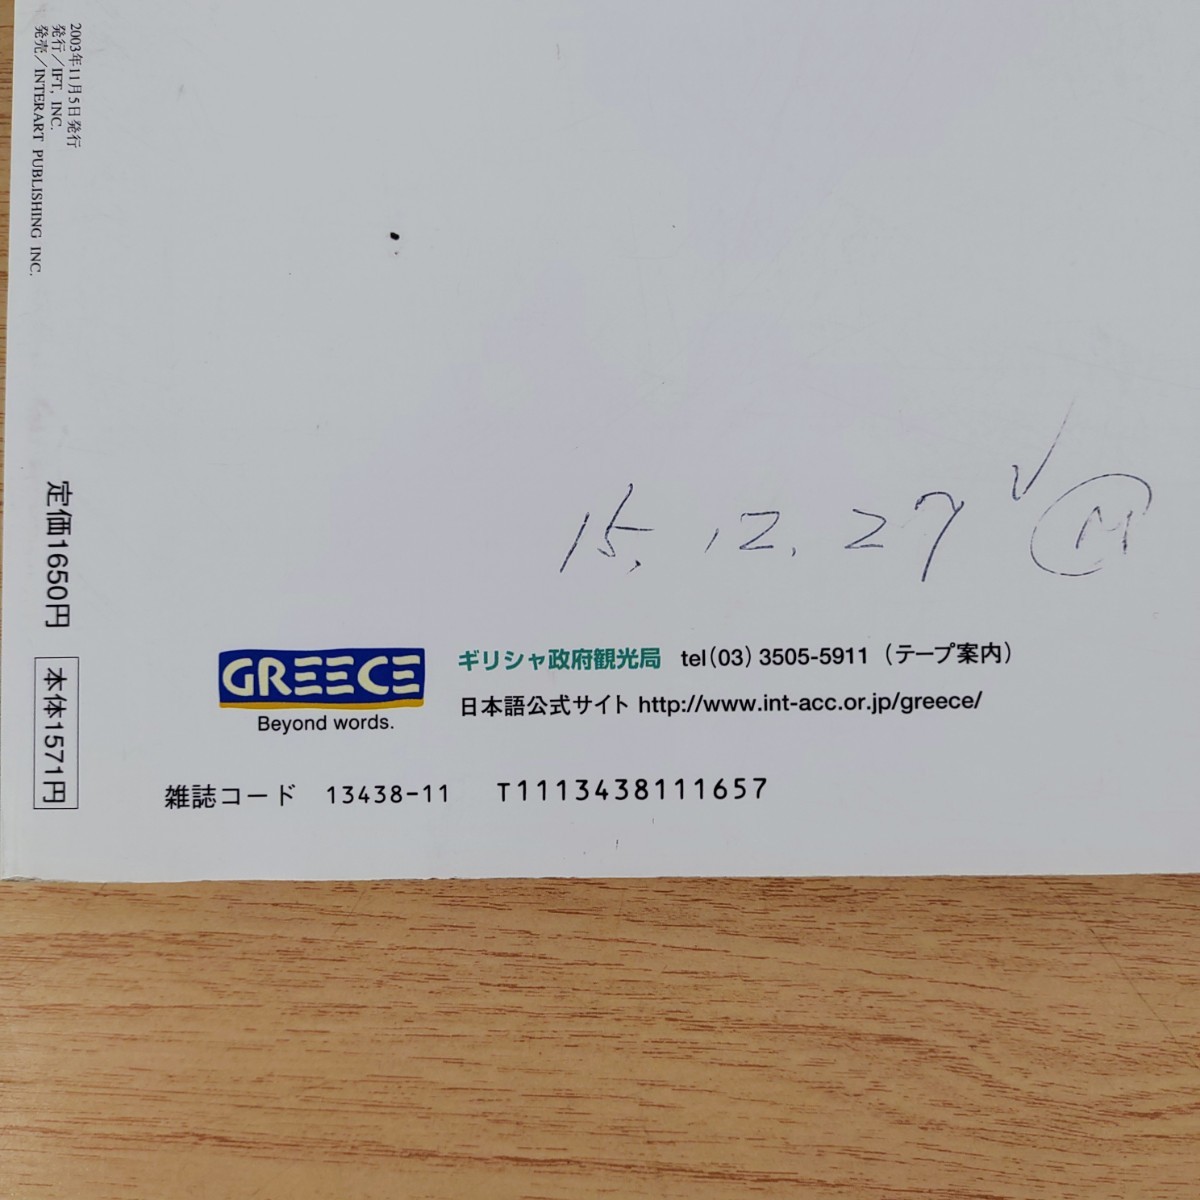 2003年11月5日発行
発行／IFT, INC.
発売／INTERART PUBLISHING INC.
定価1650円
本体1571円
15.12.27 √ Ⓜ
GREECE
Beyond words.
ギリシャ政府観光局 tel(03) 3505-5911 (テープ案内)
日本語公式サイト http://www.int-acc.or.jp/greece/
雑誌コード 13438-11 T1113438111657